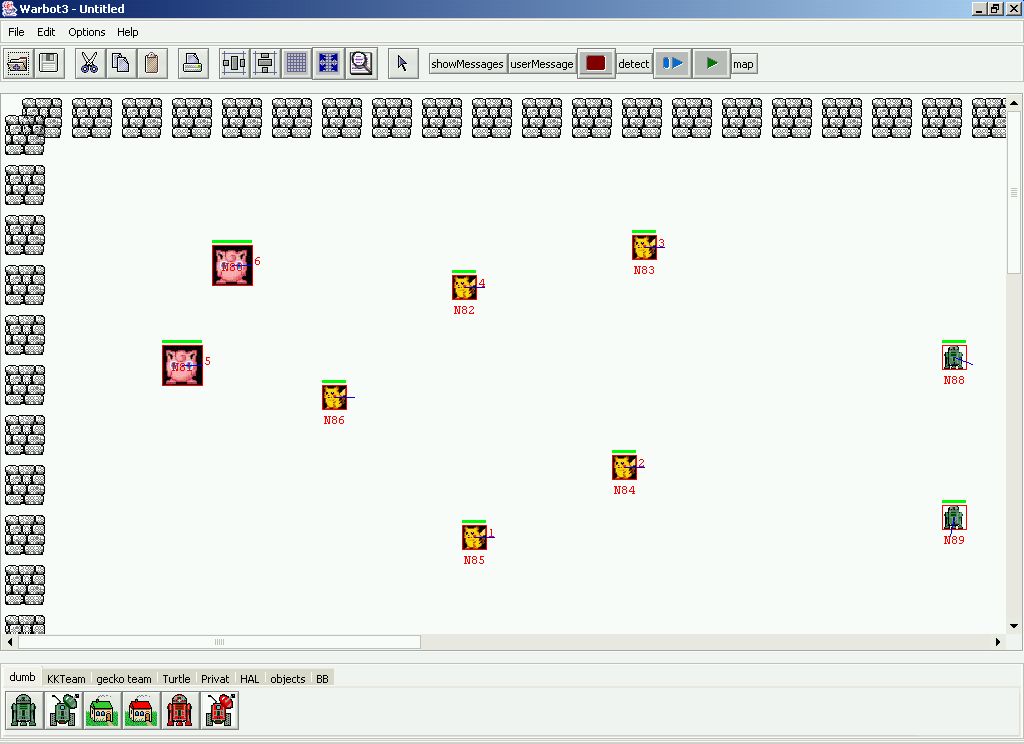 Warbot3 - Untitled
File Edit Options Help
showMessages userMessage detect map
3
N83
6
N80
4
N82
5
N81
N88
N86
2
N84
1
N85
N89
dumb KKTeam gecko team Turtle Privat HAL objects BB